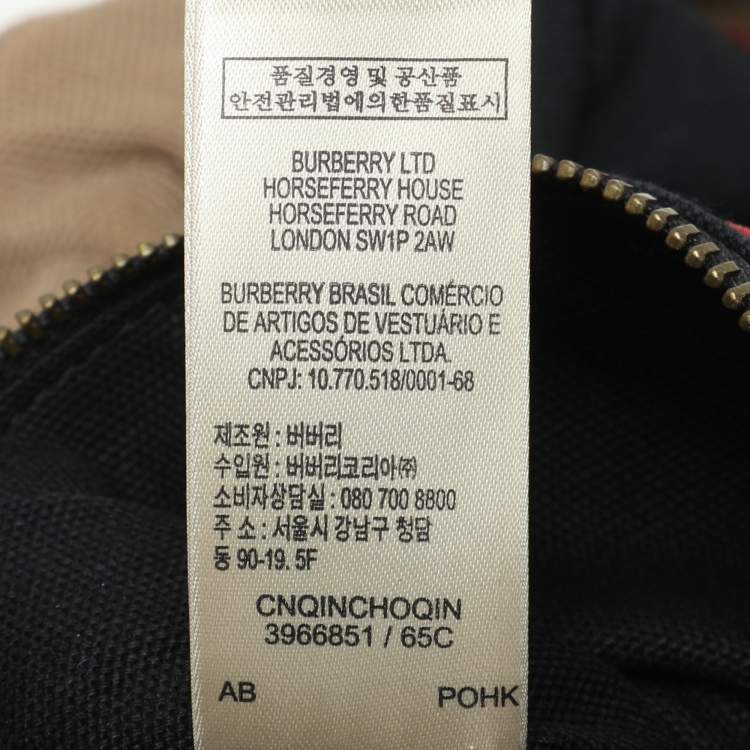 품질경영 및 공산품
안전관리법에의한품질표시
BURBERRY LTD
HORSEFERRY HOUSE
HORSEFERRY ROAD
LONDON SW1P 2AW
BURBERRY BRASIL COMÉRCIO
DE ARTIGOS DE VESTUÁRIO E
ACESSÓRIOS LTDA.
CNPJ: 10.770.518/0001-68
제조원 : 버버리
수입원 : 버버리코리아㈜
소비자상담실 : 080 700 8800
주 소 : 서울시 강남구 청담
동 90-19. 5F
CNQINCHOQIN
3966851 / 65C
AB POHK